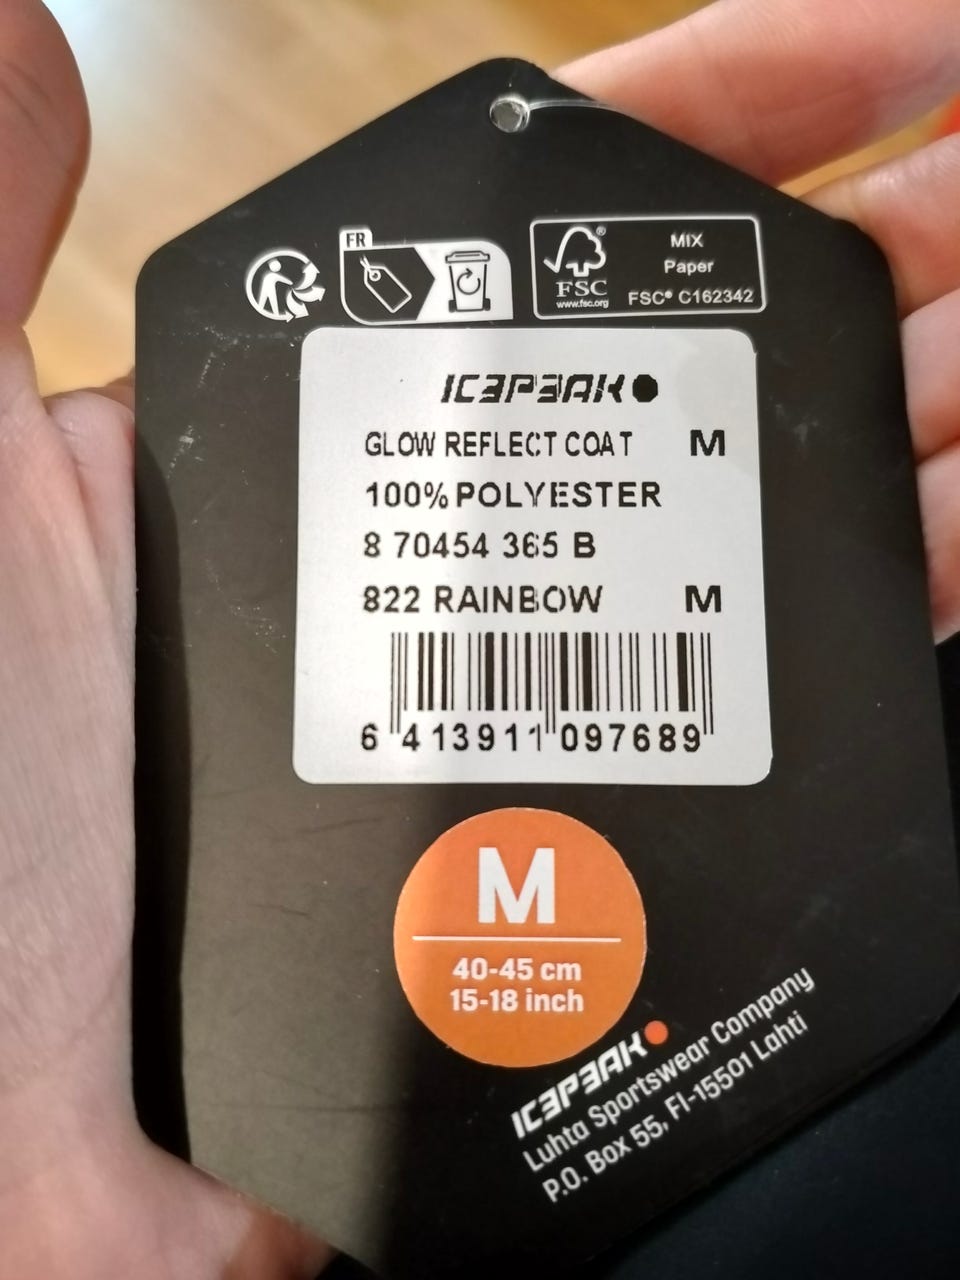 FR
FSC®
www.fsc.org
MIX
Paper
FSC® C162342
ICEPEAK
GLOW REFLECT COAT M
100% POLYESTER
8 70454 365 B
822 RAINBOW M
6 413911 097689
M
40-45 cm
15-18 inch
ICEPEAK
Luhta Sportswear Company
P.O. Box 55, FI-15501 Lahti